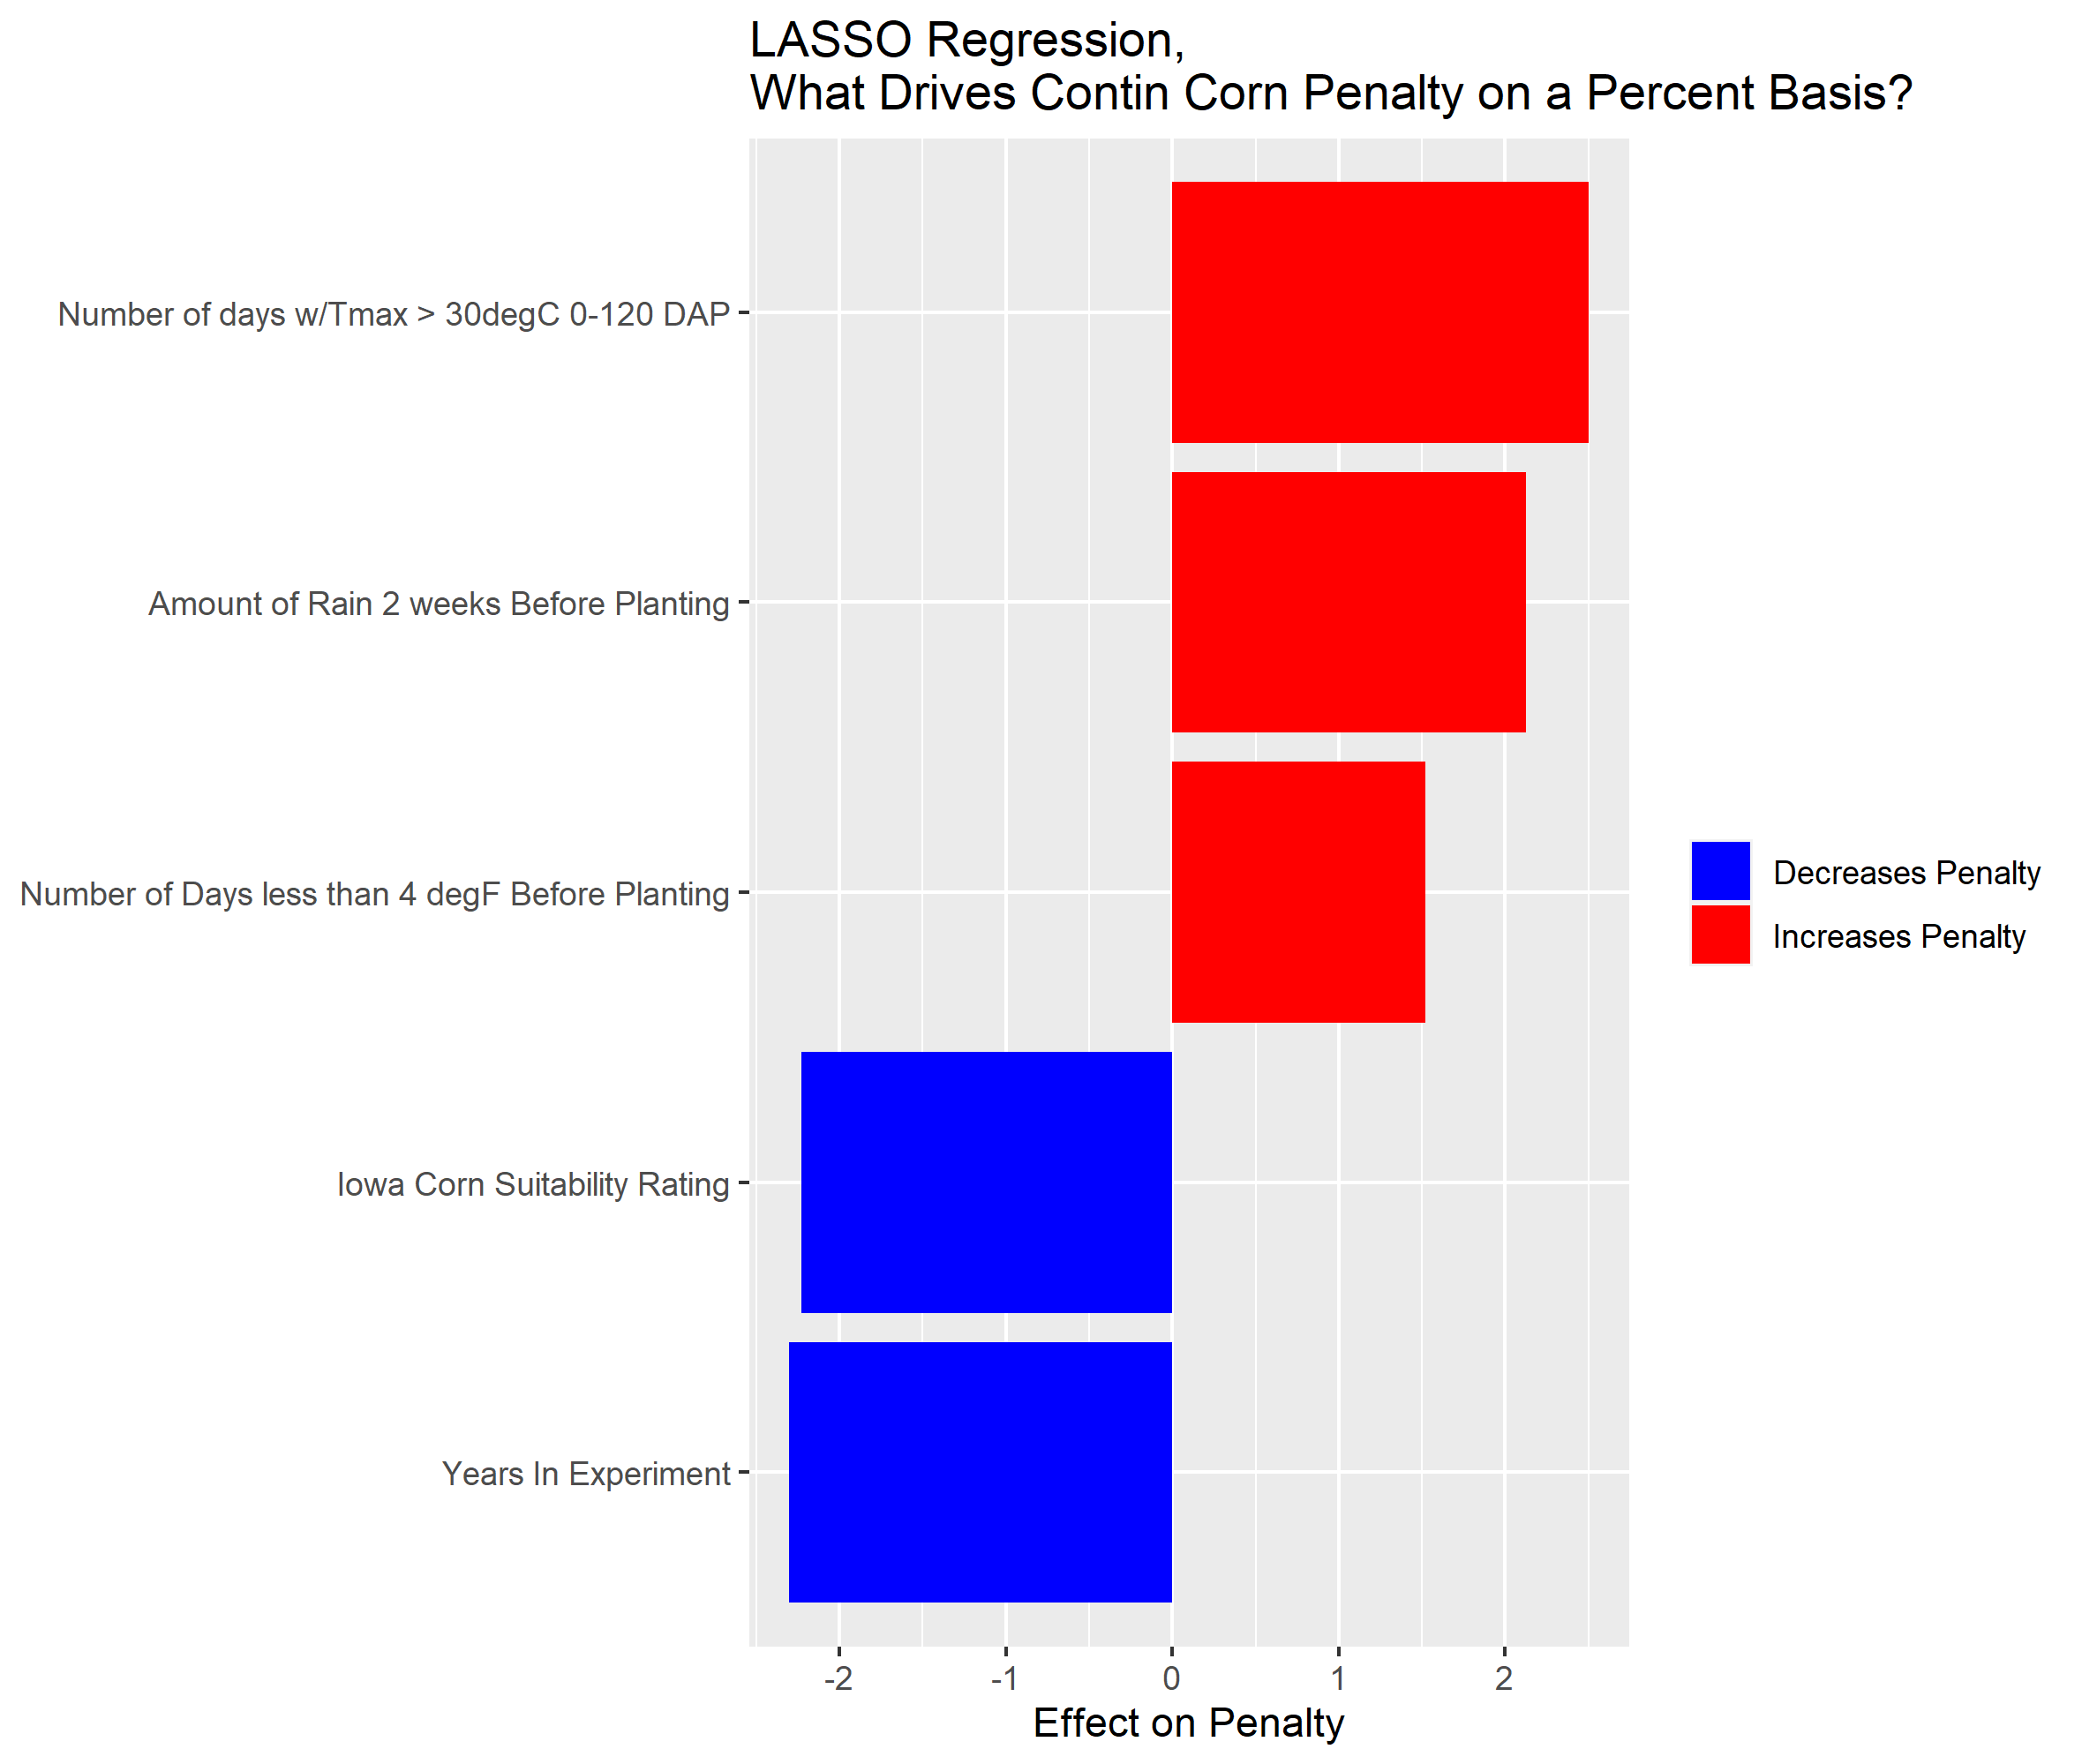 LASSO Regression,
What Drives Contin Corn Penalty on a Percent Basis?
Number of days w/Tmax > 30degC 0-120 DAP
Amount of Rain 2 weeks Before Planting
Number of Days less than 4 degF Before Planting
Iowa Corn Suitability Rating
Years In Experiment
-2 -1 0 1 2
Effect on Penalty
Decreases Penalty
Increases Penalty